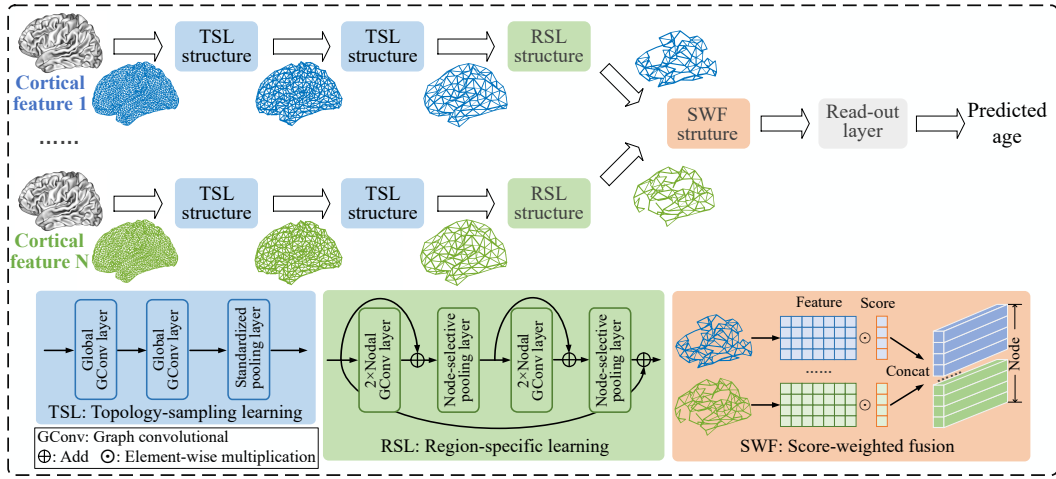 Cortical
feature 1
TSL
structure
TSL
structure
RSL
structure
......
Cortical
feature N
TSL
structure
TSL
structure
RSL
structure
SWF
struture
Read-out
layer
Predicted
age
Global
GConv layer
Global
GConv layer
Standardized
pooling layer
TSL: Topology-sampling learning
GConv: Graph convolutional
⊕: Add ⊙: Element-wise multiplication
2×Nodal
GConv layer
Node-selective
pooling layer
2×Nodal
GConv layer
Node-selective
pooling layer
RSL: Region-specific learning
Feature Score
......
Concat
......
Node
SWF: Score-weighted fusion